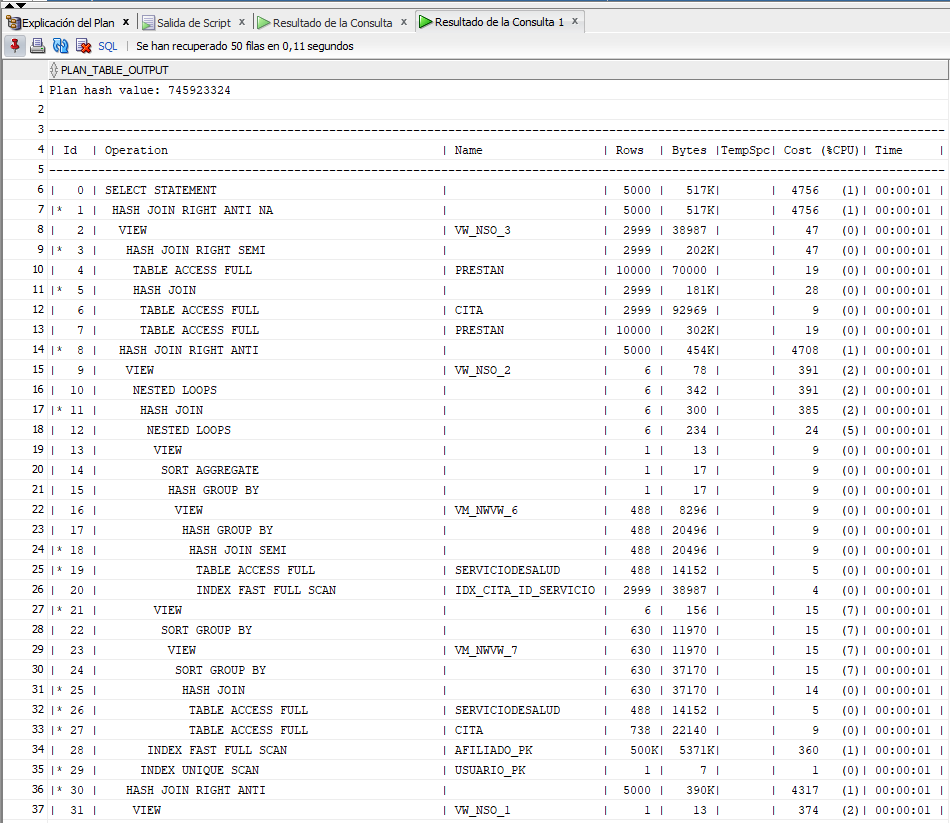 Explicación del Plan x Salida de Script x Resultado de la Consulta x Resultado de la Consulta 1 x
SQL | Se han recuperado 50 filas en 0,11 segundos
PLAN_TABLE_OUTPUT
1 Plan hash value: 745923324
2
3 --------------------------------------------------------------------------------------------------------------------------------
4 | Id | Operation | Name | Rows | Bytes |TempSpc| Cost (%CPU)| Time |
5 --------------------------------------------------------------------------------------------------------------------------------
6 | 0 | SELECT STATEMENT | | 5000 | 517K| | 4756 (1)| 00:00:01 |
7 |* 1 | HASH JOIN RIGHT ANTI NA | | 5000 | 517K| | 4756 (1)| 00:00:01 |
8 | 2 | VIEW | VW_NSO_3 | 2999 | 38987 | | 47 (0)| 00:00:01 |
9 |* 3 | HASH JOIN RIGHT SEMI | | 2999 | 202K| | 47 (0)| 00:00:01 |
10 | 4 | TABLE ACCESS FULL | PRESTAN | 10000 | 70000 | | 19 (0)| 00:00:01 |
11 |* 5 | HASH JOIN | | 2999 | 181K| | 28 (0)| 00:00:01 |
12 | 6 | TABLE ACCESS FULL | CITA | 2999 | 92969 | | 9 (0)| 00:00:01 |
13 | 7 | TABLE ACCESS FULL | PRESTAN | 10000 | 302K| | 19 (0)| 00:00:01 |
14 |* 8 | HASH JOIN RIGHT ANTI | | 5000 | 454K| | 4708 (1)| 00:00:01 |
15 | 9 | VIEW | VW_NSO_2 | 6 | 78 | | 391 (2)| 00:00:01 |
16 | 10 | NESTED LOOPS | | 6 | 342 | | 391 (2)| 00:00:01 |
17 |* 11 | HASH JOIN | | 6 | 300 | | 385 (2)| 00:00:01 |
18 | 12 | NESTED LOOPS | | 6 | 234 | | 24 (5)| 00:00:01 |
19 | 13 | VIEW | | 1 | 13 | | 9 (0)| 00:00:01 |
20 | 14 | SORT AGGREGATE | | 1 | 17 | | 9 (0)| 00:00:01 |
21 | 15 | HASH GROUP BY | | 1 | 17 | | 9 (0)| 00:00:01 |
22 | 16 | VIEW | VM_NWVW_6 | 488 | 8296 | | 9 (0)| 00:00:01 |
23 | 17 | HASH GROUP BY | | 488 | 20496 | | 9 (0)| 00:00:01 |
24 |* 18 | HASH JOIN SEMI | | 488 | 20496 | | 9 (0)| 00:00:01 |
25 |* 19 | TABLE ACCESS FULL | SERVICIODESALUD | 488 | 14152 | | 5 (0)| 00:00:01 |
26 | 20 | INDEX FAST FULL SCAN | IDX_CITA_ID_SERVICIO | 2999 | 38987 | | 4 (0)| 00:00:01 |
27 |* 21 | VIEW | | 6 | 156 | | 15 (7)| 00:00:01 |
28 | 22 | SORT GROUP BY | | 630 | 11970 | | 15 (7)| 00:00:01 |
29 | 23 | VIEW | VM_NWVW_7 | 630 | 11970 | | 15 (7)| 00:00:01 |
30 | 24 | SORT GROUP BY | | 630 | 37170 | | 15 (7)| 00:00:01 |
31 |* 25 | HASH JOIN | | 630 | 37170 | | 14 (0)| 00:00:01 |
32 |* 26 | TABLE ACCESS FULL | SERVICIODESALUD | 488 | 14152 | | 5 (0)| 00:00:01 |
33 |* 27 | TABLE ACCESS FULL | CITA | 738 | 22140 | | 9 (0)| 00:00:01 |
34 | 28 | INDEX FAST FULL SCAN | AFILIADO_PK | 500K| 5371K| | 360 (1)| 00:00:01 |
35 |* 29 | INDEX UNIQUE SCAN | USUARIO_PK | 1 | 7 | | 1 (0)| 00:00:01 |
36 |* 30 | HASH JOIN RIGHT ANTI | | 5000 | 390K| | 4317 (1)| 00:00:01 |
37 | 31 | VIEW | VW_NSO_1 | 1 | 13 | | 374 (2)| 00:00:01 |